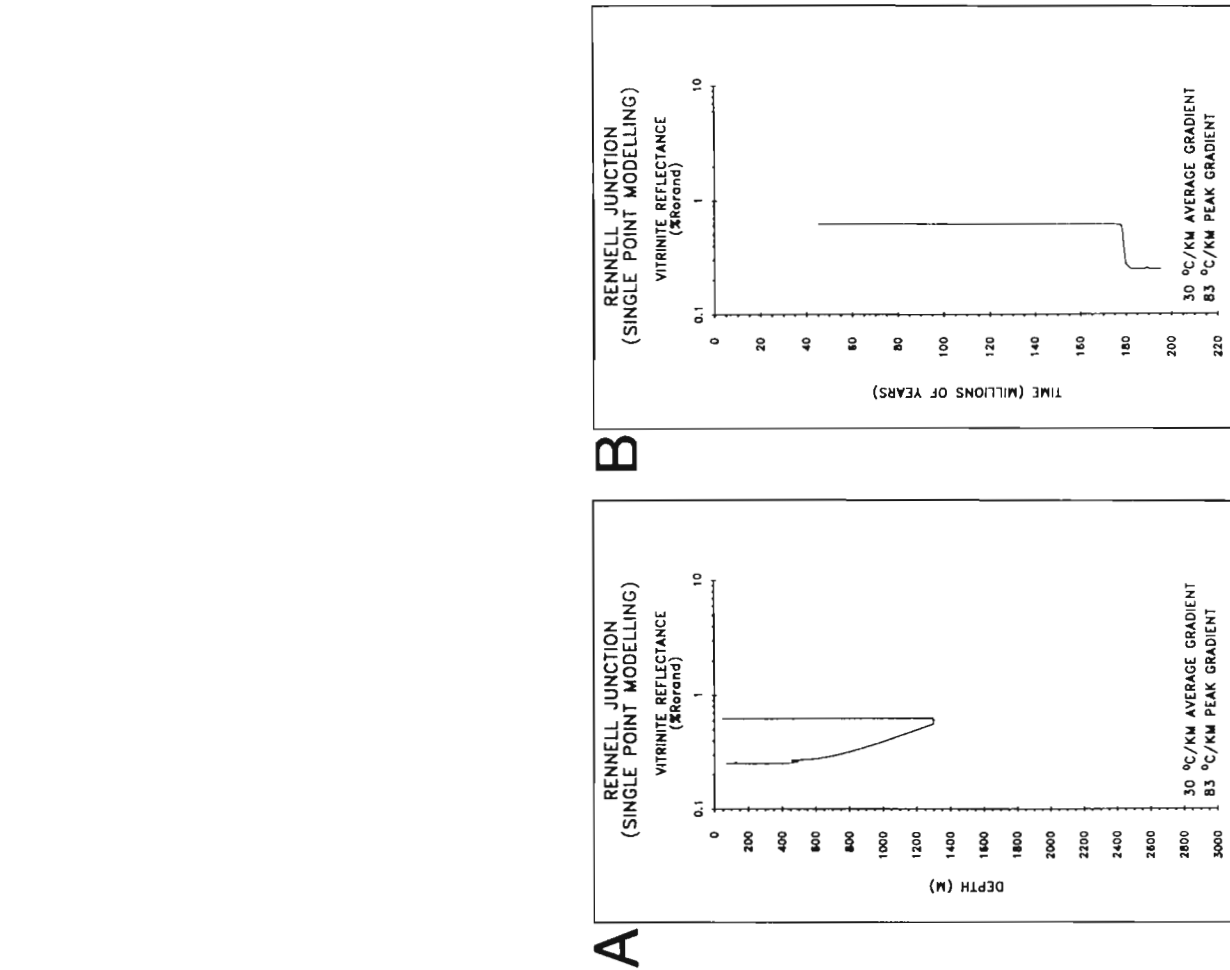 A
RENNELL JUNCTION
(SINGLE POINT MODELLING)
VITRINITE REFLECTANCE
(%Rorand)
0.1 1 10
0
200
400
600
800
1000
1200
1400
1600
1800
2000
2200
2400
2600
2800
3000
DEPTH (M)
30 °C/KM AVERAGE GRADIENT
83 °C/KM PEAK GRADIENT
B
RENNELL JUNCTION
(SINGLE POINT MODELLING)
VITRINITE REFLECTANCE
(%Rorand)
0.1 1 10
0
20
40
60
80
100
120
140
160
180
200
220
TIME (MILLIONS OF YEARS)
30 °C/KM AVERAGE GRADIENT
83 °C/KM PEAK GRADIENT